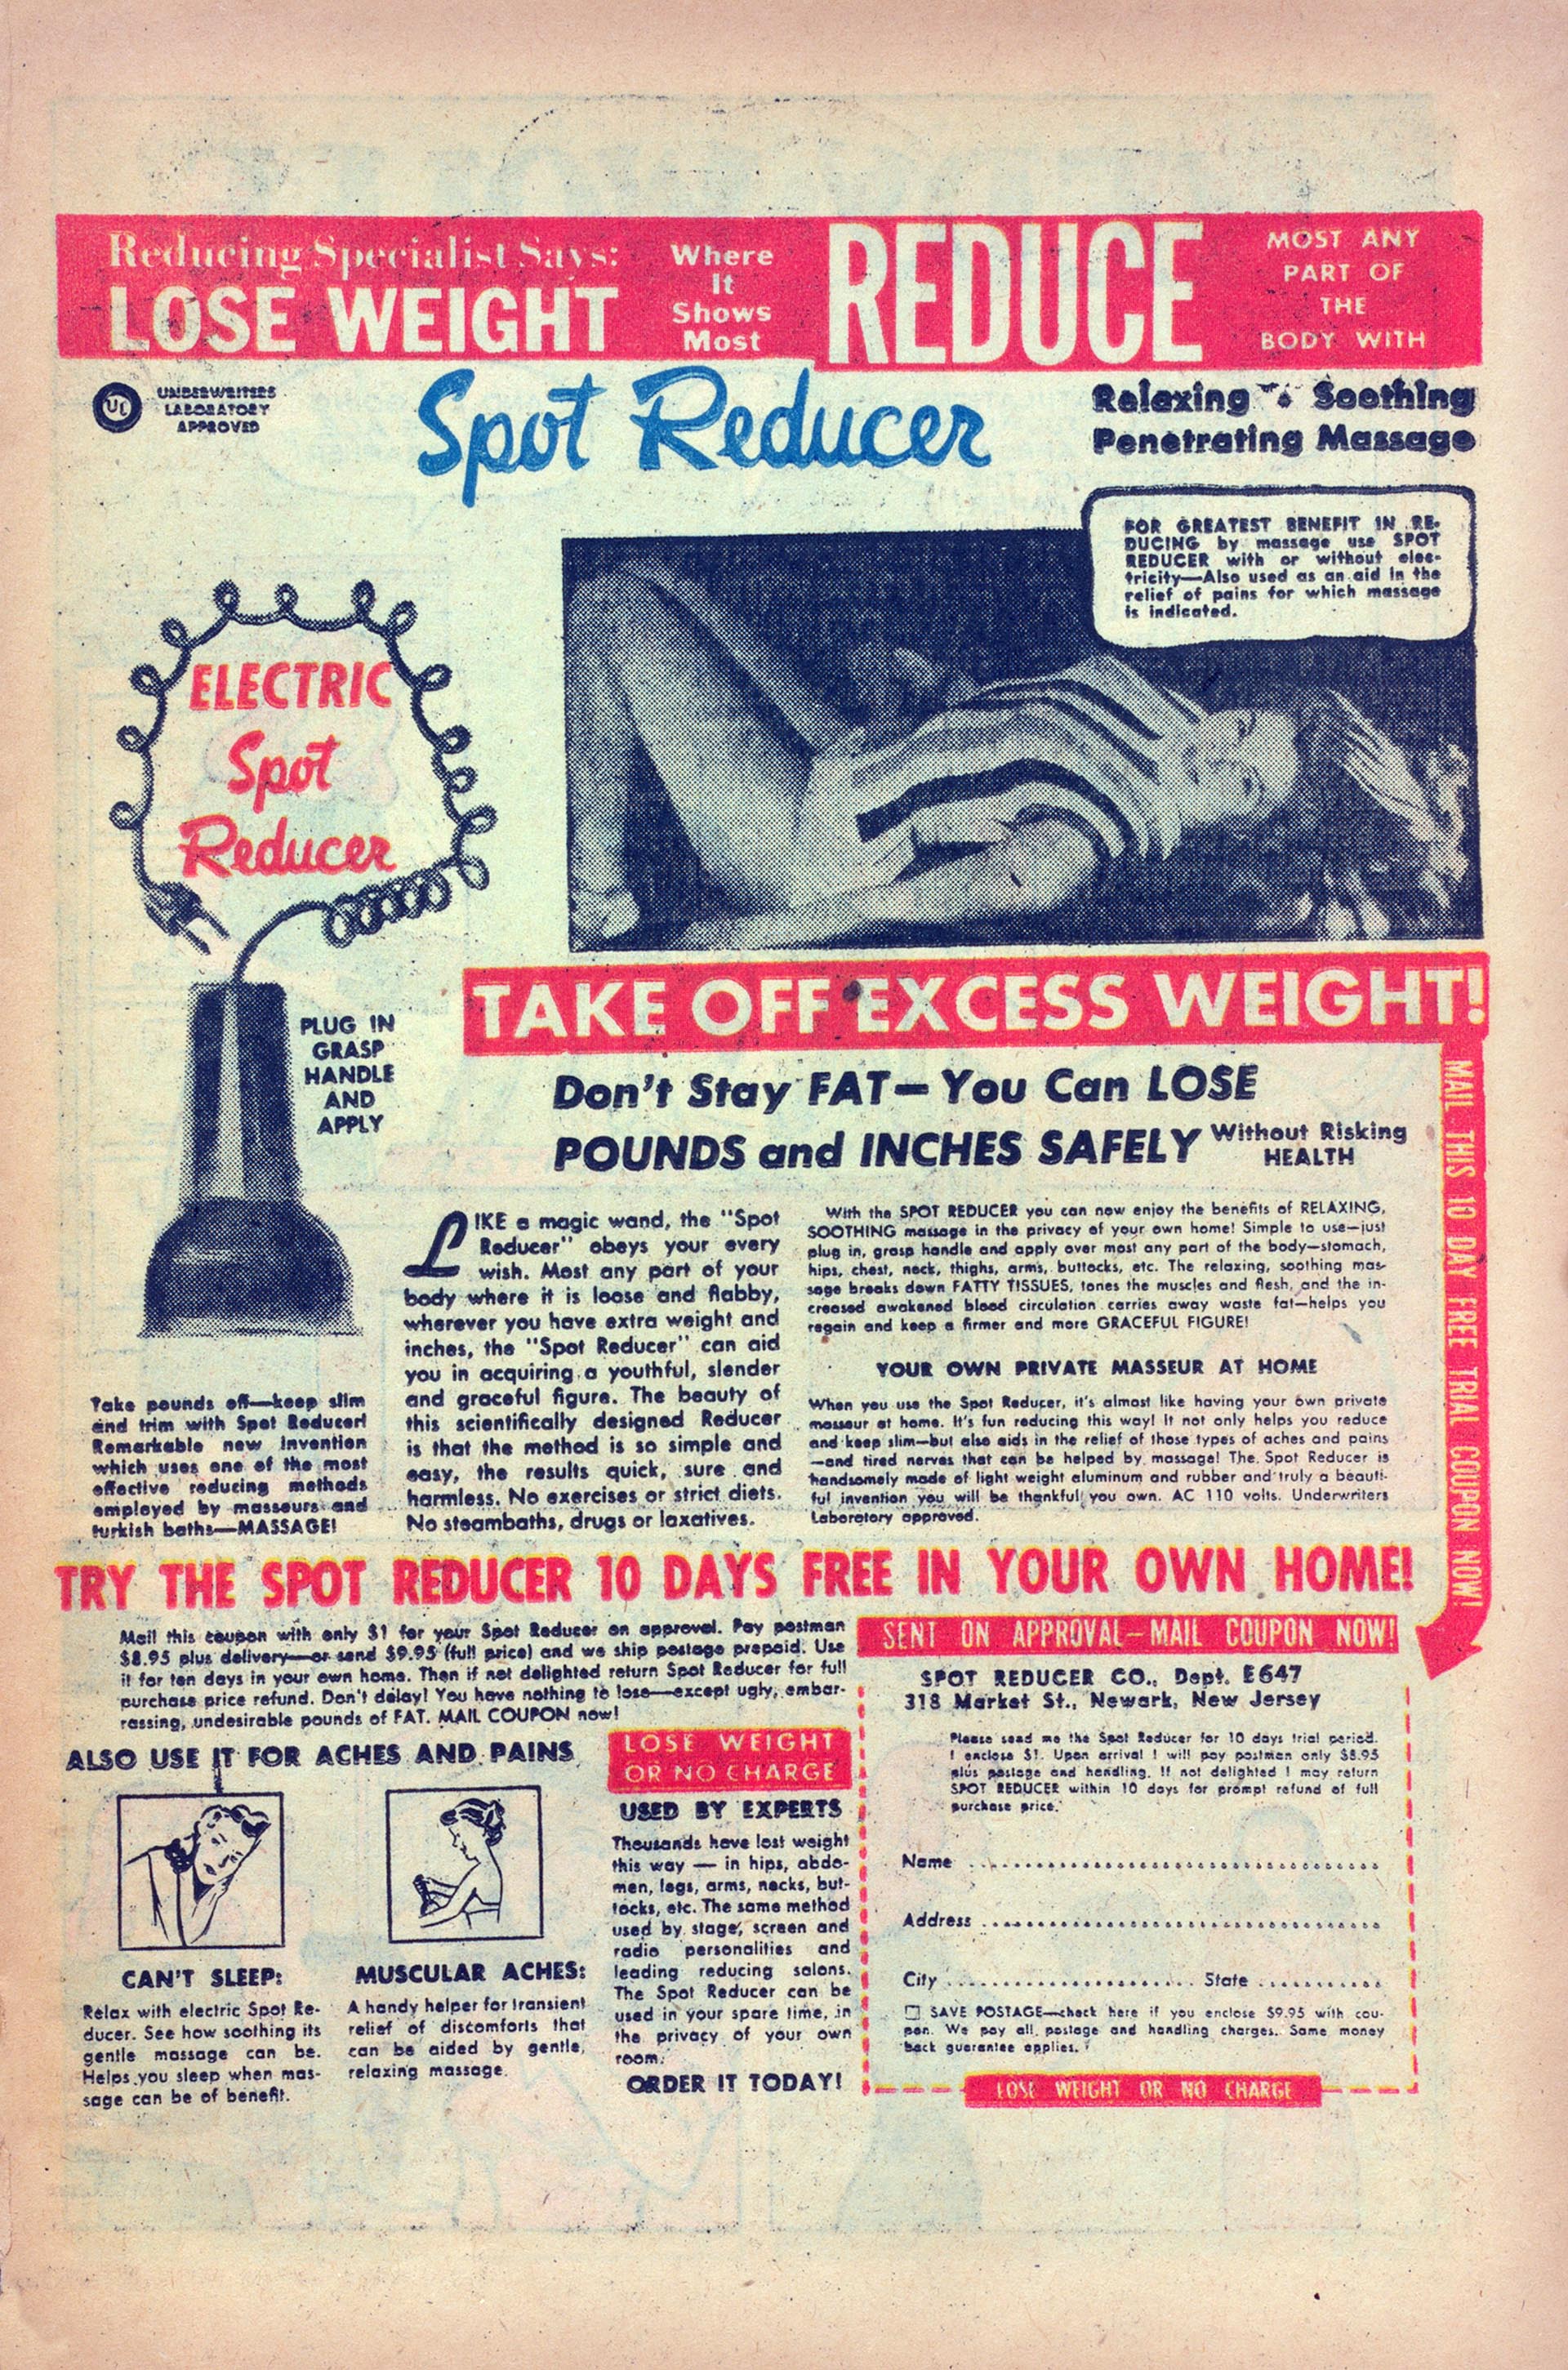 Reducing Specialist Says:
LOSE WEIGHT
Where
It
Shows
Most
REDUCE
MOST ANY
PART OF
THE
BODY WITH
UL
UNDERWRITERS
LABORATORY
APPROVED
Spot Reducer
Relaxing • Soothing
Penetrating Massage
FOR GREATEST BENEFIT IN RE-
DUCING by massage use SPOT
REDUCER with or without elec-
tricity—Also used as an aid in the
relief of pains for which massage
is indicated.
ELECTRIC
Spot
Reducer
PLUG IN
GRASP
HANDLE
AND
APPLY
TAKE OFF EXCESS WEIGHT!
Don't Stay FAT—You Can LOSE
POUNDS and INCHES SAFELY Without Risking
HEALTH
MAIL THIS 10 DAY FREE TRIAL COUPON NOW!
Take pounds off—keep slim
and trim with Spot Reducer!
Remarkable new invention
which uses one of the most
effective reducing methods
employed by masseurs and
turkish baths—MASSAGE!
LIKE a magic wand, the "Spot
Reducer" obeys your every
wish. Most any part of your
body where it is loose and flabby,
wherever you have extra weight and
inches, the "Spot Reducer" can aid
you in acquiring a youthful, slender
and graceful figure. The beauty of
this scientifically designed Reducer
is that the method is so simple and
easy, the results quick, sure and
harmless. No exercises or strict diets.
No steambaths, drugs or laxatives.
With the SPOT REDUCER you can now enjoy the benefits of RELAXING,
SOOTHING massage in the privacy of your own home! Simple to use—just
plug in, grasp handle and apply over most any part of the body—stomach,
hips, chest, neck, thighs, arms, buttocks, etc. The relaxing, soothing mas-
sage breaks down FATTY TISSUES, tones the muscles and flesh, and the in-
creased awakened blood circulation carries away waste fat—helps you
regain and keep a firmer and more GRACEFUL FIGURE!
YOUR OWN PRIVATE MASSEUR AT HOME
When you use the Spot Reducer, it's almost like having your own private
masseur at home. It's fun reducing this way! It not only helps you reduce
and keep slim—but also aids in the relief of those types of aches and pains
—and tired nerves that can be helped by massage! The Spot Reducer is
handsomely made of light weight aluminum and rubber and truly a beauti-
ful invention you will be thankful you own. AC 110 volts. Underwriters
Laboratory approved.
TRY THE SPOT REDUCER 10 DAYS FREE IN YOUR OWN HOME!
Mail this coupon with only $1 for your Spot Reducer on approval. Pay postman
$8.95 plus delivery—or send $9.95 (full price) and we ship postage prepaid. Use
it for ten days in your own home. Then if not delighted return Spot Reducer for full
purchase price refund. Don't delay! You have nothing to lose—except ugly, embar-
rassing, undesirable pounds of FAT. MAIL COUPON now!
ALSO USE IT FOR ACHES AND PAINS
CAN'T SLEEP:
Relax with electric Spot Re-
ducer. See how soothing its
gentle massage can be.
Helps you sleep when mas-
sage can be of benefit.
MUSCULAR ACHES:
A handy helper for transient
relief of discomforts that
can be aided by gentle,
relaxing massage.
LOSE WEIGHT
OR NO CHARGE
USED BY EXPERTS
Thousands have lost weight
this way — in hips, abdo-
men, legs, arms, necks, but-
tocks, etc. The same method
used by stage, screen and
radio personalities and
leading reducing salons.
The Spot Reducer can be
used in your spare time, in
the privacy of your own
room.
ORDER IT TODAY!
SENT ON APPROVAL—MAIL COUPON NOW!
SPOT REDUCER CO., Dept. E647
318 Market St., Newark, New Jersey
Please send me the Spot Reducer for 10 days trial period.
I enclose $1. Upon arrival I will pay postman only $8.95
plus postage and handling. If not delighted I may return
SPOT REDUCER within 10 days for prompt refund of full
purchase price.
Name
Address
City State
SAVE POSTAGE—check here if you enclose $9.95 with cou-
pon. We pay all postage and handling charges. Same money
back guarantee applies.
LOSE WEIGHT OR NO CHARGE